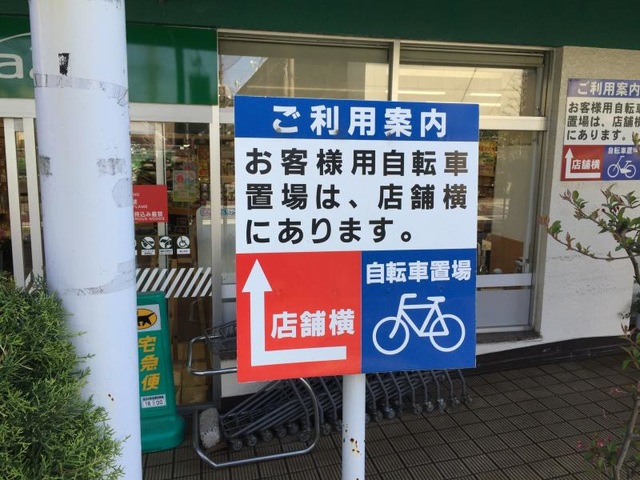 ご利用案内
お客様用自転車
置場は、店舗横
にあります。
店舗横
自転車置場
ご利用案内
お客様用自転車
置場は、店舗横
にあります。
店舗横
自転車置場
宅急便